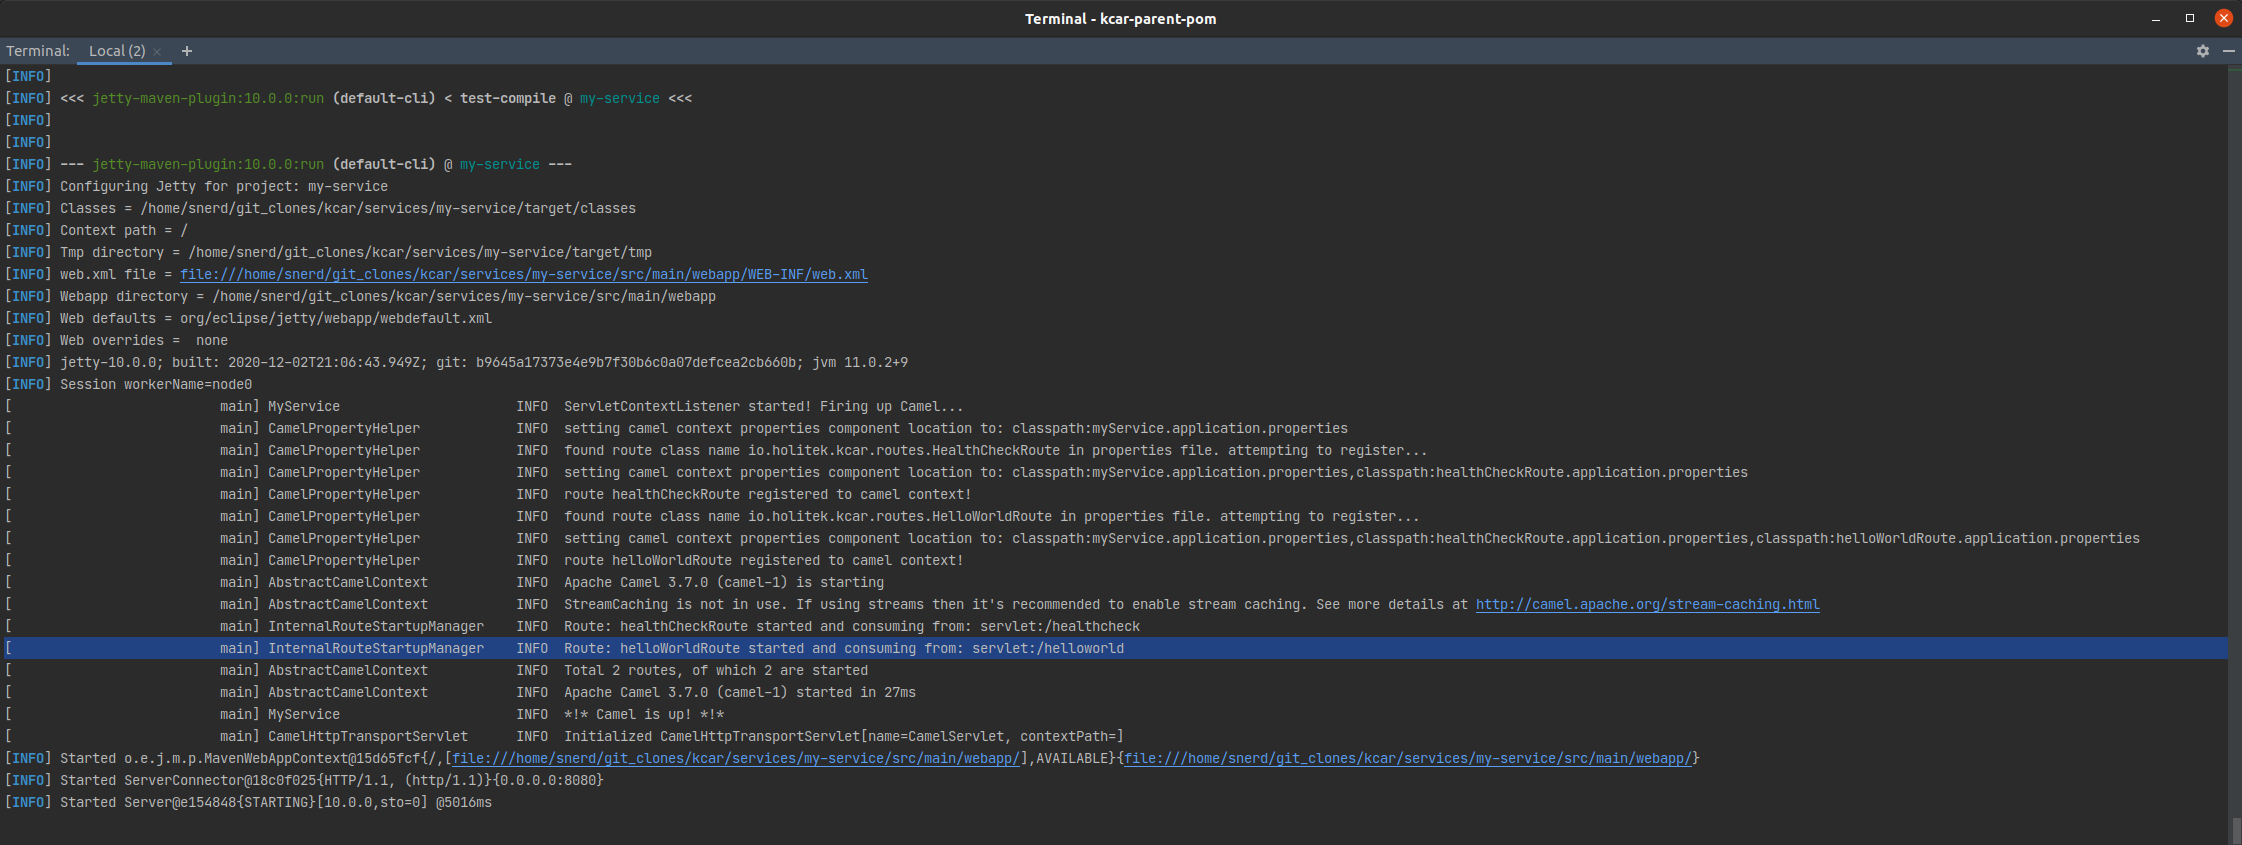 Terminal - kcar-parent-pom
Terminal: Local (2) × +
[INFO]
[INFO] <<< jetty-maven-plugin:10.0.0:run (default-cli) < test-compile @ my-service <<<
[INFO]
[INFO]
[INFO] --- jetty-maven-plugin:10.0.0:run (default-cli) @ my-service ---
[INFO] Configuring Jetty for project: my-service
[INFO] Classes = /home/snerd/git_clones/kcar/services/my-service/target/classes
[INFO] Context path = /
[INFO] Tmp directory = /home/snerd/git_clones/kcar/services/my-service/target/tmp
[INFO] web.xml file = file:///home/snerd/git_clones/kcar/services/my-service/src/main/webapp/WEB-INF/web.xml
[INFO] Webapp directory = /home/snerd/git_clones/kcar/services/my-service/src/main/webapp
[INFO] Web defaults = org/eclipse/jetty/webapp/webdefault.xml
[INFO] Web overrides =  none
[INFO] jetty-10.0.0; built: 2020-12-02T21:06:43.949Z; git: b9645a17373e4e9b7f30b6c0a07defcea2cb660b; jvm 11.0.2+9
[INFO] Session workerName=node0
[                          main] MyService                      INFO  ServletContextListener started! Firing up Camel...
[                          main] CamelPropertyHelper            INFO  setting camel context properties component location to: classpath:myService.application.properties
[                          main] CamelPropertyHelper            INFO  found route class name io.holitek.kcar.routes.HealthCheckRoute in properties file. attempting to register...
[                          main] CamelPropertyHelper            INFO  setting camel context properties component location to: classpath:myService.application.properties,classpath:healthCheckRoute.application.properties
[                          main] CamelPropertyHelper            INFO  route healthCheckRoute registered to camel context!
[                          main] CamelPropertyHelper            INFO  found route class name io.holitek.kcar.routes.HelloWorldRoute in properties file. attempting to register...
[                          main] CamelPropertyHelper            INFO  setting camel context properties component location to: classpath:myService.application.properties,classpath:healthCheckRoute.application.properties,classpath:helloWorldRoute.application.properties
[                          main] CamelPropertyHelper            INFO  route helloWorldRoute registered to camel context!
[                          main] AbstractCamelContext           INFO  Apache Camel 3.7.0 (camel-1) is starting
[                          main] AbstractCamelContext           INFO  StreamCaching is not in use. If using streams then it's recommended to enable stream caching. See more details at http://camel.apache.org/stream-caching.html
[                          main] InternalRouteStartupManager    INFO  Route: healthCheckRoute started and consuming from: servlet:/healthcheck
[                          main] InternalRouteStartupManager    INFO  Route: helloWorldRoute started and consuming from: servlet:/helloworld
[                          main] AbstractCamelContext           INFO  Total 2 routes, of which 2 are started
[                          main] AbstractCamelContext           INFO  Apache Camel 3.7.0 (camel-1) started in 27ms
[                          main] MyService                      INFO  *!* Camel is up! *!*
[                          main] CamelHttpTransportServlet      INFO  Initialized CamelHttpTransportServlet[name=CamelServlet, contextPath=]
[INFO] Started o.e.j.m.p.MavenWebAppContext@15d65fcf{/,[file:///home/snerd/git_clones/kcar/services/my-service/src/main/webapp/],AVAILABLE}{file:///home/snerd/git_clones/kcar/services/my-service/src/main/webapp/}
[INFO] Started ServerConnector@18c0f025{HTTP/1.1, (http/1.1)}{0.0.0.0:8080}
[INFO] Started Server@e154848{STARTING}[10.0.0,sto=0] @5016ms